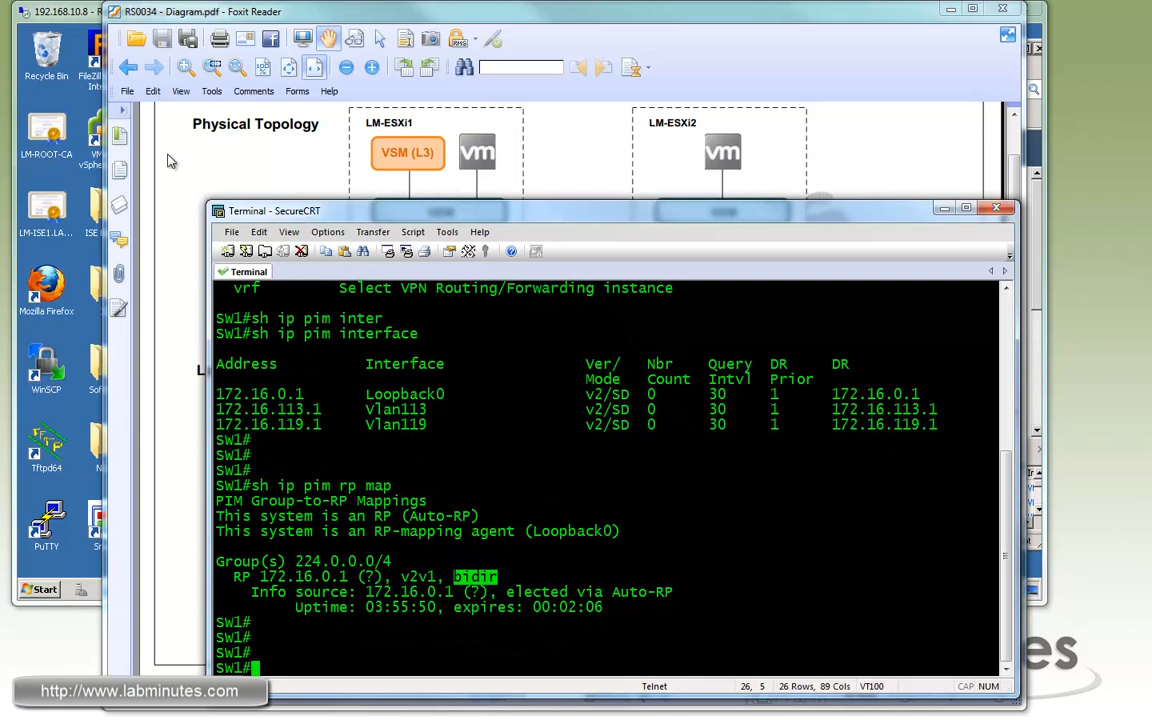 192.168.10.8 - R
RS0034 - Diagram.pdf - Foxit Reader
File Edit View Tools Comments Forms Help
Recycle Bin
FileZil
Inte
LM-ROOT-CA
VM
vSphe
LM-ISE1.LA...
ISE
Mozilla Firefox
WinSCP
Sof
Tftpd64
N
PuTTY
Sn
Start
Physical Topology
LM-ESXi1
LM-ESXi2
VSM (L3)
vm
vm
L
Terminal - SecureCRT
File Edit View Options Transfer Script Tools Help
Terminal
vrf Select VPN Routing/Forwarding instance
SW1#sh ip pim inter
SW1#sh ip pim interface
Address Interface Ver/ Nbr Query DR DR
Mode Count Intvl Prior
172.16.0.1 Loopback0 v2/SD 0 30 1 172.16.0.1
172.16.113.1 Vlan113 v2/SD 0 30 1 172.16.113.1
172.16.119.1 Vlan119 v2/SD 0 30 1 172.16.119.1
SW1#
SW1#
SW1#
SW1#sh ip pim rp map
PIM Group-to-RP Mappings
This system is an RP (Auto-RP)
This system is an RP-mapping agent (Loopback0)
Group(s) 224.0.0.0/4
RP 172.16.0.1 (?), v2v1, bidir
Info source: 172.16.0.1 (?), elected via Auto-RP
Uptime: 03:55:50, expires: 00:02:06
SW1#
SW1#
SW1#
SW1#
Telnet 26, 5 26 Rows, 89 Cols VT100 CAP NUM
http://www.labminutes.com
es